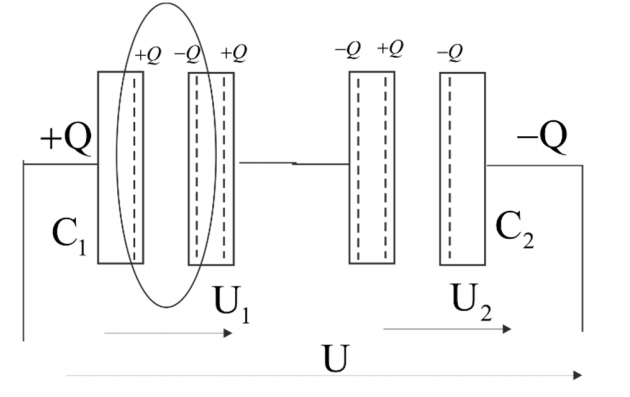 +Q −Q +Q −Q +Q −Q
+Q −Q
C₁ C₂
U₁ U₂
U